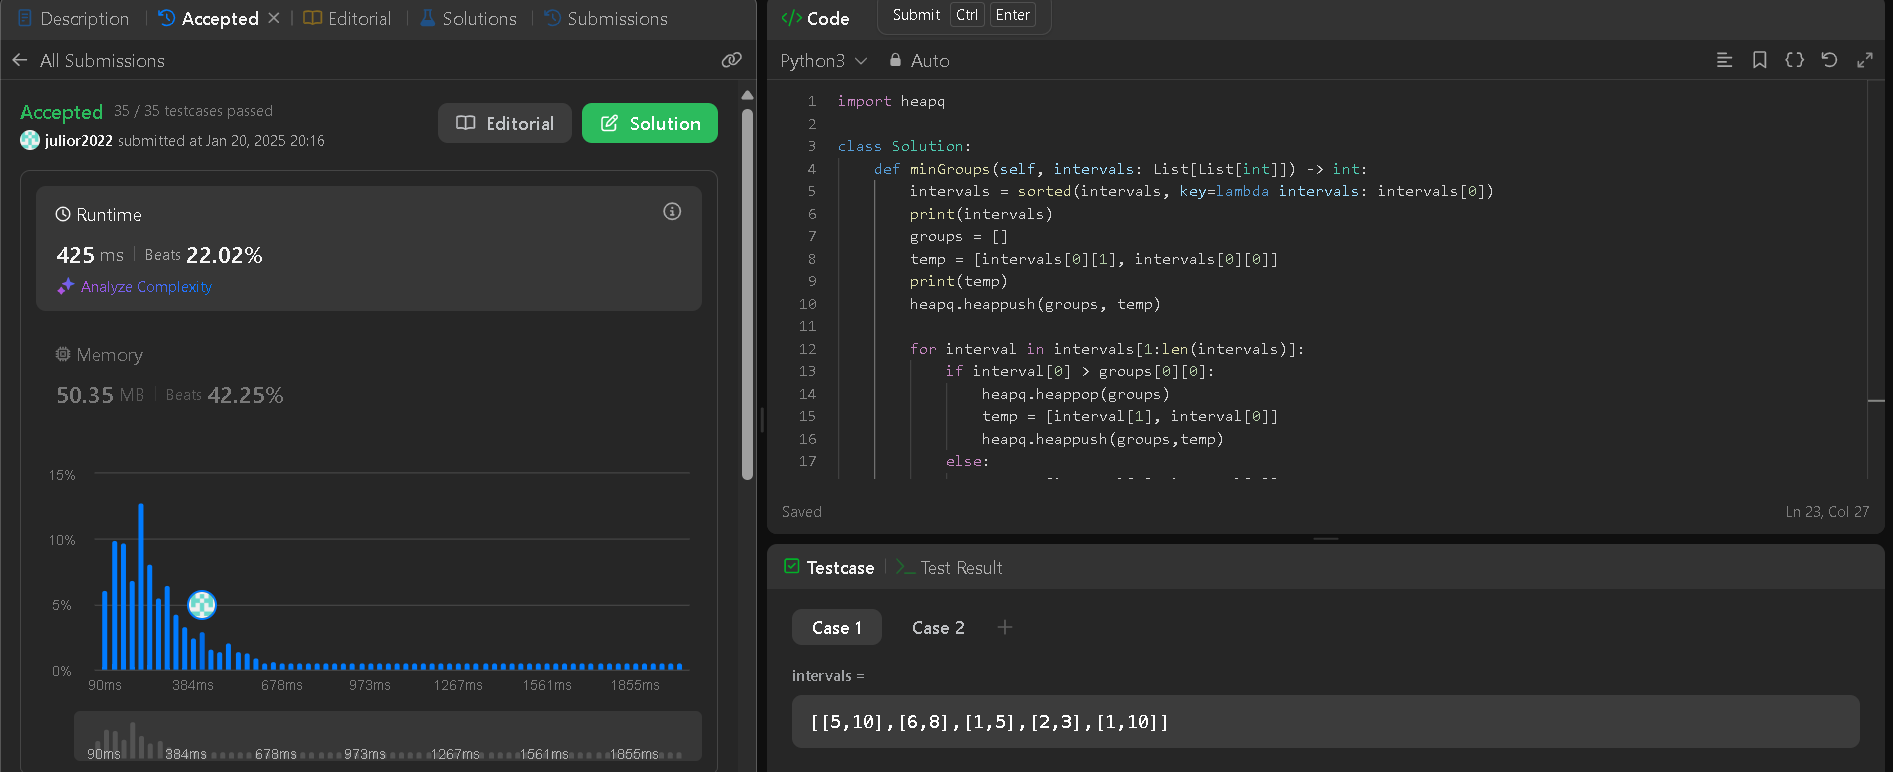 Description
Accepted
Editorial
Solutions
Submissions
All Submissions
Accepted 35 / 35 testcases passed
julior2022 submitted at Jan 20, 2025 20:16
Editorial
Solution
Runtime
425 ms Beats 22.02%
Analyze Complexity
Memory
50.35 MB Beats 42.25%
15%
10%
5%
0%
90ms 384ms 678ms 973ms 1267ms 1561ms 1855ms
90ms 384ms 678ms 973ms 1267ms 1561ms 1855ms
</> Code
Submit Ctrl Enter
Python3 Auto
1 import heapq
2
3 class Solution:
4     def minGroups(self, intervals: List[List[int]]) -> int:
5         intervals = sorted(intervals, key=lambda intervals: intervals[0])
6         print(intervals)
7         groups = []
8         temp = [intervals[0][1], intervals[0][0]]
9         print(temp)
10         heapq.heappush(groups, temp)
11
12         for interval in intervals[1:len(intervals)]:
13             if interval[0] > groups[0][0]:
14                 heapq.heappop(groups)
15                 temp = [interval[1], interval[0]]
16                 heapq.heappush(groups,temp)
17             else:
Saved
Ln 23, Col 27
Testcase
Test Result
Case 1
Case 2
intervals =
[[5,10],[6,8],[1,5],[2,3],[1,10]]